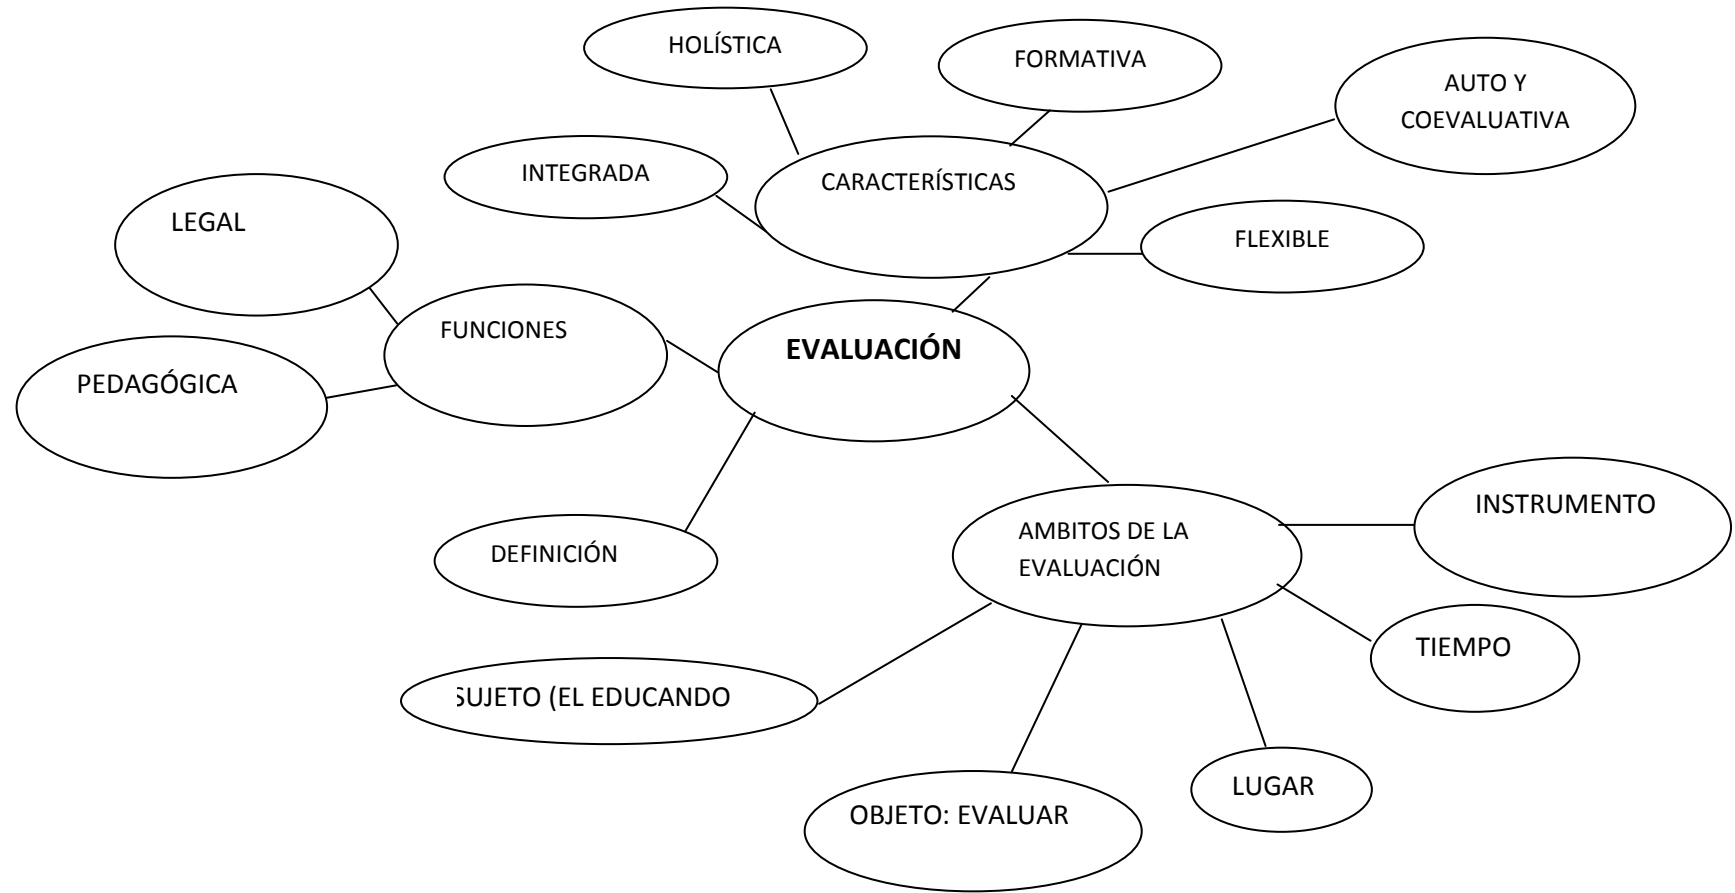 HOLÍSTICA
FORMATIVA
AUTO Y
COEVALUATIVA
INTEGRADA
CARACTERÍSTICAS
LEGAL
FLEXIBLE
FUNCIONES
EVALUACIÓN
PEDAGÓGICA
INSTRUMENTO
AMBITOS DE LA
EVALUACIÓN
DEFINICIÓN
TIEMPO
SUJETO (EL EDUCANDO
LUGAR
OBJETO: EVALUAR